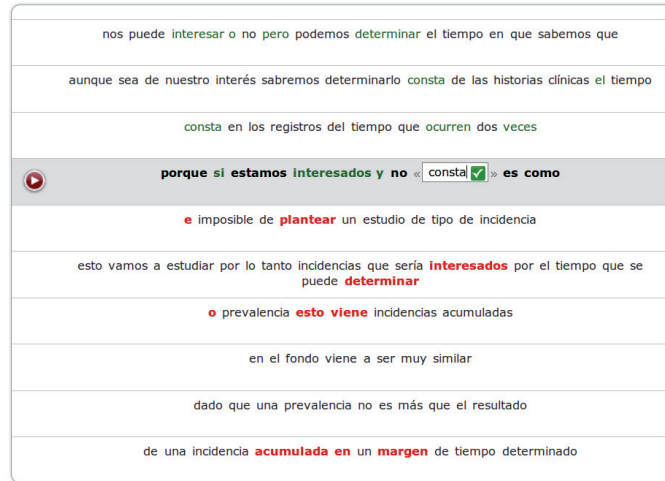 nos puede interesar o no pero podemos determinar el tiempo en que sabemos que
aunque sea de nuestro interés sabremos determinarlo consta de las historias clínicas el tiempo
consta en los registros del tiempo que ocurren dos veces
porque si estamos interesados y no « consta » es como
e imposible de plantear un estudio de tipo de incidencia
esto vamos a estudiar por lo tanto incidencias que sería interesados por el tiempo que se
puede determinar
o prevalencia esto viene incidencias acumuladas
en el fondo viene a ser muy similar
dado que una prevalencia no es más que el resultado
de una incidencia acumulada en un margen de tiempo determinado